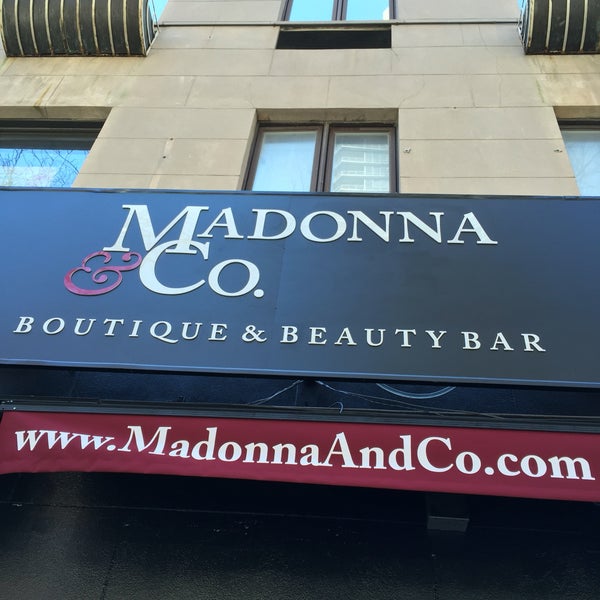 MADONNA
& CO.
BOUTIQUE & BEAUTY BAR
www.MadonnaAndCo.com